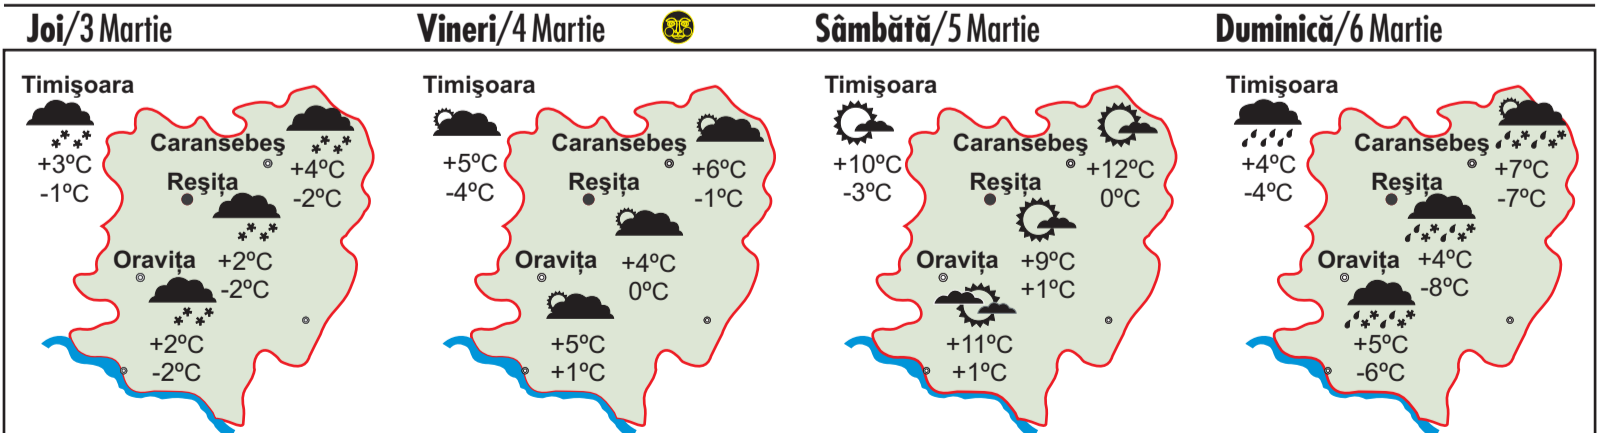 Joi/3 Martie
Timişoara
+3ºC
-1ºC
Caransebeş
+4ºC
-2ºC
Reşiţa
+2ºC
-2ºC
Oraviţa
+2ºC
-2ºC
Vineri/4 Martie
Timişoara
+5ºC
-4ºC
Caransebeş
+6ºC
-1ºC
Reşiţa
+4ºC
0ºC
Oraviţa
+5ºC
+1ºC
Sâmbătă/5 Martie
Timişoara
+10ºC
-3ºC
Caransebeş
+12ºC
0ºC
Reşiţa
+9ºC
+1ºC
Oraviţa
+11ºC
+1ºC
Duminică/6 Martie
Timişoara
+4ºC
-4ºC
Caransebeş
+7ºC
-7ºC
Reşiţa
+4ºC
-8ºC
Oraviţa
+5ºC
-6ºC